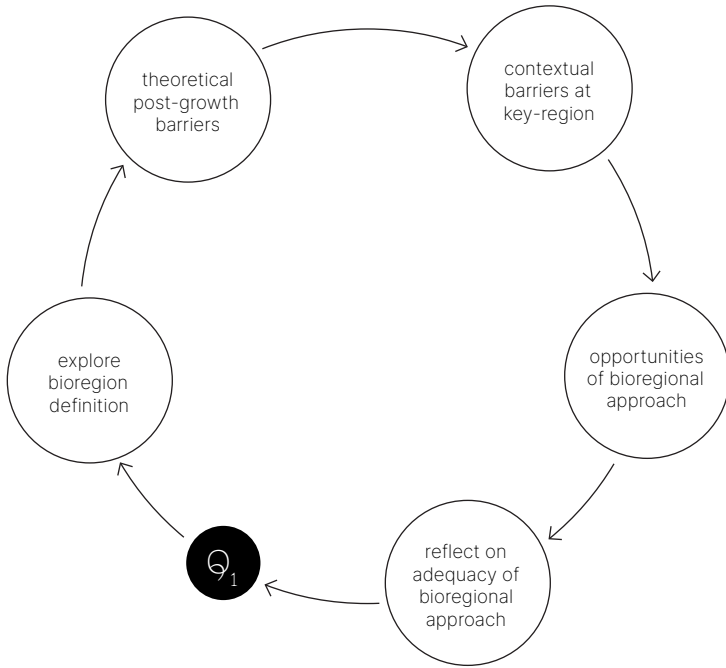 theoretical
post-growth
barriers
contextual
barriers at
key-region
opportunities
of bioregional
approach
reflect on
adequacy of
bioregional
approach
Q1
explore
bioregion
definition